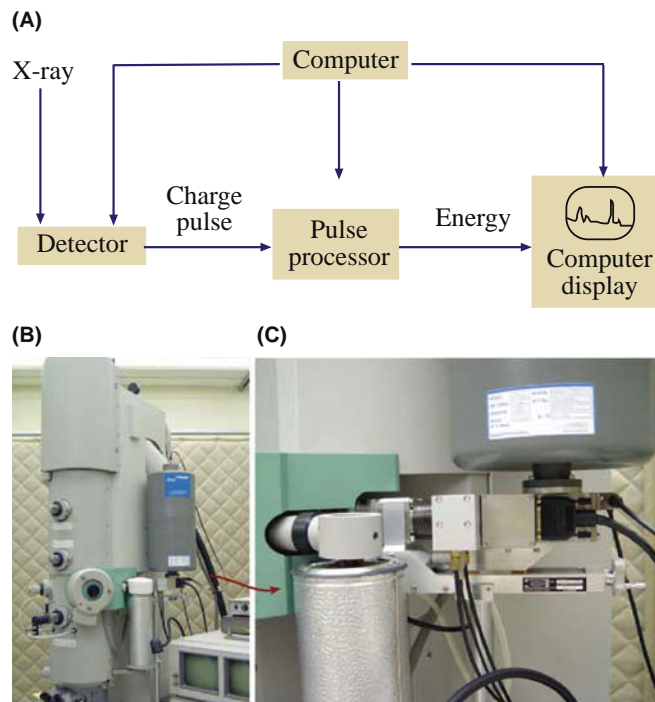 (A)
Computer
X-ray
Charge
pulse
Detector
Pulse
processor
Energy
Computer
display
(B)
(C)